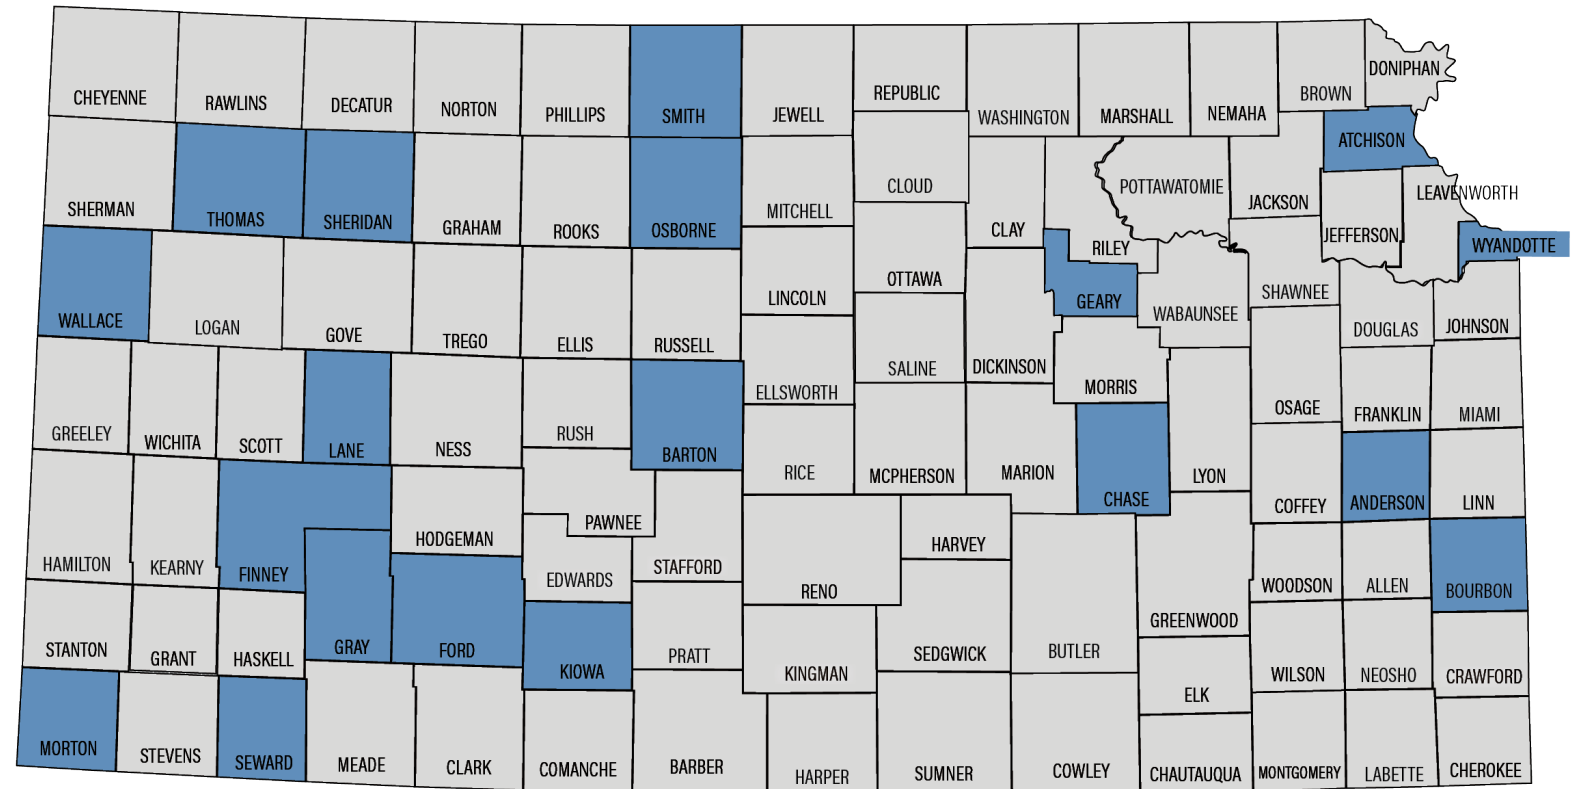 CHEYENNE
RAWLINS
DECATUR
NORTON
PHILLIPS
SMITH
JEWELL
REPUBLIC
WASHINGTON
MARSHALL
NEMAHA
BROWN
DONIPHAN
ATCHISON
SHERMAN
THOMAS
SHERIDAN
GRAHAM
ROOKS
OSBORNE
MITCHELL
CLOUD
CLAY
RILEY
POTTAWATOMIE
JACKSON
JEFFERSON
LEAVENWORTH
WYANDOTTE
WALLACE
LOGAN
GOVE
TREGO
ELLIS
RUSSELL
LINCOLN
OTTAWA
GEARY
WABAUNSEE
SHAWNEE
DOUGLAS
JOHNSON
ELLSWORTH
SALINE
DICKINSON
MORRIS
OSAGE
FRANKLIN
MIAMI
GREELEY
WICHITA
SCOTT
LANE
NESS
RUSH
BARTON
RICE
MCPHERSON
MARION
CHASE
LYON
COFFEY
ANDERSON
LINN
HAMILTON
KEARNY
FINNEY
HODGEMAN
PAWNEE
EDWARDS
STAFFORD
RENO
HARVEY
WOODSON
ALLEN
BOURBON
STANTON
GRANT
HASKELL
GRAY
FORD
KIOWA
PRATT
KINGMAN
SEDGWICK
BUTLER
GREENWOOD
ELK
WILSON
NEOSHO
CRAWFORD
MORTON
STEVENS
SEWARD
MEADE
CLARK
COMANCHE
BARBER
HARPER
SUMNER
COWLEY
CHAUTAUQUA
MONTGOMERY
LABETTE
CHEROKEE